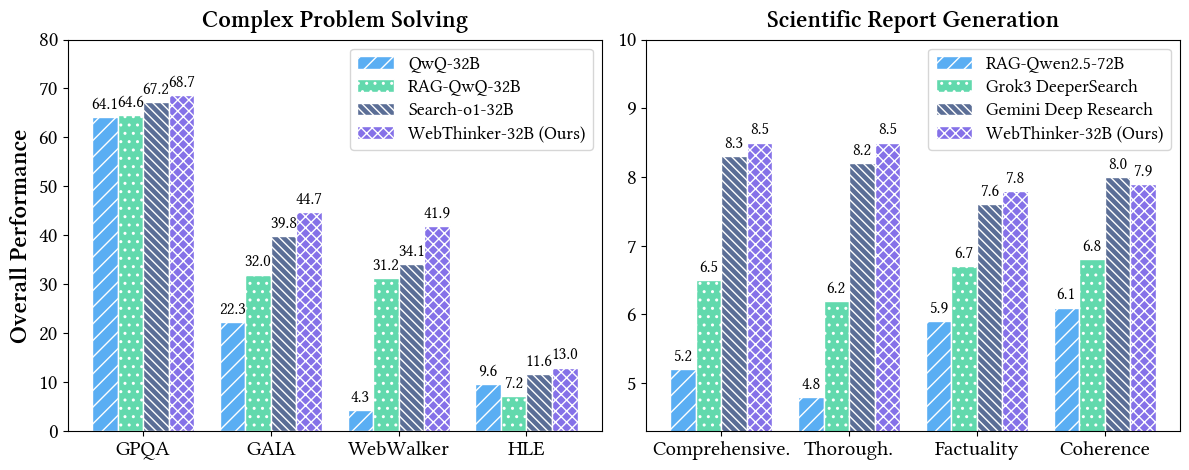 Complex Problem Solving
Overall Performance
80
70
60
50
40
30
20
10
0
QwQ-32B
RAG-QwQ-32B
Search-o1-32B
WebThinker-32B (Ours)
64.1 64.6 67.2 68.7
22.3 32.0 39.8 44.7
4.3 31.2 34.1 41.9
9.6 7.2 11.6 13.0
GPQA GAIA WebWalker HLE
Scientific Report Generation
10
9
8
7
6
5
RAG-Qwen2.5-72B
Grok3 DeeperSearch
Gemini Deep Research
WebThinker-32B (Ours)
5.2 6.5 8.3 8.5
4.8 6.2 8.2 8.5
5.9 6.7 7.6 7.8
6.1 6.8 8.0 7.9
Comprehensive. Thorough. Factuality Coherence